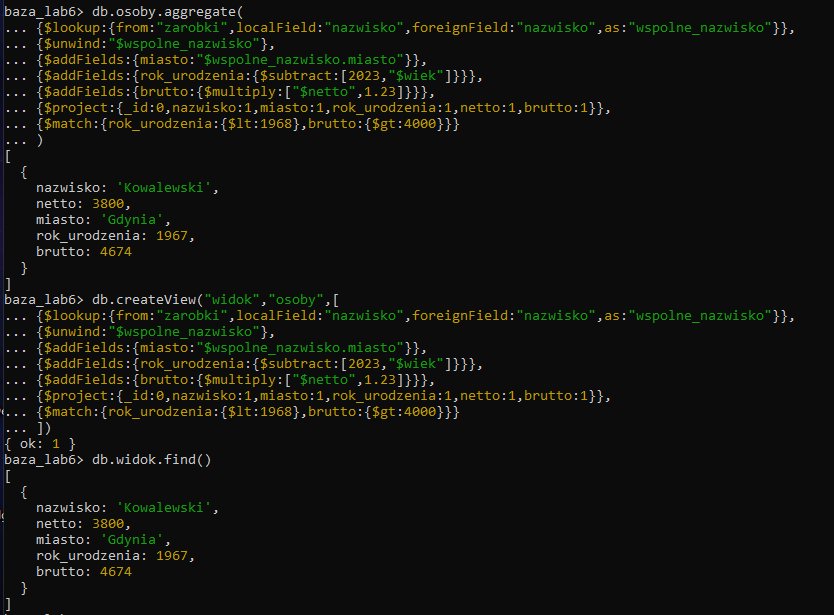 baza_lab6> db.osoby.aggregate(
... {$lookup:{from:"zarobki",localField:"nazwisko",foreignField:"nazwisko",as:"wspolne_nazwisko"}},
... {$unwind:"$wspolne_nazwisko"},
... {$addFields:{miasto:"$wspolne_nazwisko.miasto"}},
... {$addFields:{rok_urodzenia:{$subtract:[2023,"$wiek"]}}},
... {$addFields:{brutto:{$multiply:["$netto",1.23]}}},
... {$project:{_id:0,nazwisko:1,miasto:1,rok_urodzenia:1,netto:1,brutto:1}},
... {$match:{rok_urodzenia:{$lt:1968},brutto:{$gt:4000}}}
... )
[
  {
    nazwisko: 'Kowalewski',
    netto: 3800,
    miasto: 'Gdynia',
    rok_urodzenia: 1967,
    brutto: 4674
  }
]
baza_lab6> db.createView("widok","osoby",[
... {$lookup:{from:"zarobki",localField:"nazwisko",foreignField:"nazwisko",as:"wspolne_nazwisko"}},
... {$unwind:"$wspolne_nazwisko"},
... {$addFields:{miasto:"$wspolne_nazwisko.miasto"}},
... {$addFields:{rok_urodzenia:{$subtract:[2023,"$wiek"]}}},
... {$addFields:{brutto:{$multiply:["$netto",1.23]}}},
... {$project:{_id:0,nazwisko:1,miasto:1,rok_urodzenia:1,netto:1,brutto:1}},
... {$match:{rok_urodzenia:{$lt:1968},brutto:{$gt:4000}}}
... ])
{ ok: 1 }
baza_lab6> db.widok.find()
[
  {
    nazwisko: 'Kowalewski',
    netto: 3800,
    miasto: 'Gdynia',
    rok_urodzenia: 1967,
    brutto: 4674
  }
]